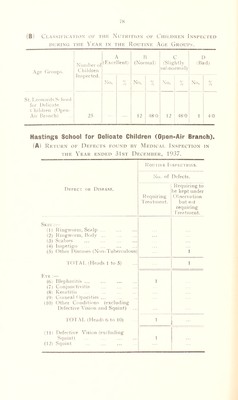 24
(B) CLASSIFICATION OF THE NUTRITION OF CHILDREN INSPECTED
DURING THE YEAR IN THE ROUTINE AGE GROUPS.
Age Groups. Number of Children Inspected. A (Excellent) B (Normal) C (Slightly subnormal) D (Bad)
No. % No. % No. % No. %
St. Leonards School
for Delicate
Children (Open-
Air Branch) 25 ... ... 12 48·0 12 48·0 1 4·0
Hastings School for Delicate Children (Open-Air Branch).
(A) RETURN OF DEFECTS FOUND BY MEDICAL INSPECTION IN
THE YEAR ENDED 31ST DECEMBER, 1937.
ROUTINE INSPECTIONS.
No. of Defects.
DEFECT OR DISEASE. Requiring Treatment. Requiring to be kept under Observation but not requiring Treatment.
SKIN—
(1) Ringworm, Scalp ... ... ...
(2) Ringworm, Body ... ... ...
(3) Scabies ... ... ...
(4) Impetigo ... ... ...
(5) Other Diseases (Non-Tuberculous) ... 1
TOTAL (Heads 1 to 5) ... 1
EYE—
(6) Blepharitis ... ... 1 ...
(7) Conjunctivitis ... ... ...
(8) Keratitis ... ... ...
(9) Corneal Opacities ... ... ...
(10) Other Conditions (excluding
Defective Vision and Squint) ... ...
TOTAL (Heads 6 to 10) 1 ...
(11) Defective Vision (excluding
Squint) ... 1 ...
(12) Squint ... ... ...